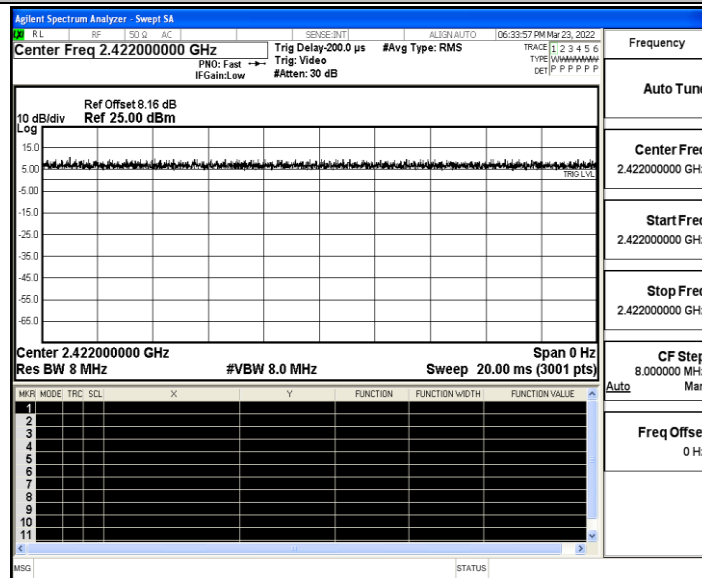 Agilent Spectrum Analyzer - Swept SA
LXI RL RF 50 Ω AC SENSE:INT ALIGN AUTO 06:33:57 PM Mar 23, 2022
Center Freq 2.422000000 GHz
Trig Delay-200.0 µs #Avg Type: RMS TRACE 1 2 3 4 5 6
PNO: Fast Trig: Video TYPE WWWWWW
IFGain:Low #Atten: 30 dB DET P P P P P P
Ref Offset 8.16 dB
10 dB/div Ref 25.00 dBm
Log
15.0
5.00
TRIG LVL
-5.00
-15.0
-25.0
-35.0
-45.0
-55.0
-65.0
Center 2.422000000 GHz Span 0 Hz
Res BW 8 MHz #VBW 8.0 MHz Sweep 20.00 ms (3001 pts)
MKR MODE TRC SCL X Y FUNCTION FUNCTION WIDTH FUNCTION VALUE
1
2
3
4
5
6
7
8
9
10
11
MSG STATUS
Frequency
Auto Tune
Center Freq
2.422000000 GHz
Start Freq
2.422000000 GHz
Stop Freq
2.422000000 GHz
CF Step
8.000000 MHz
Auto Man
Freq Offset
0 Hz